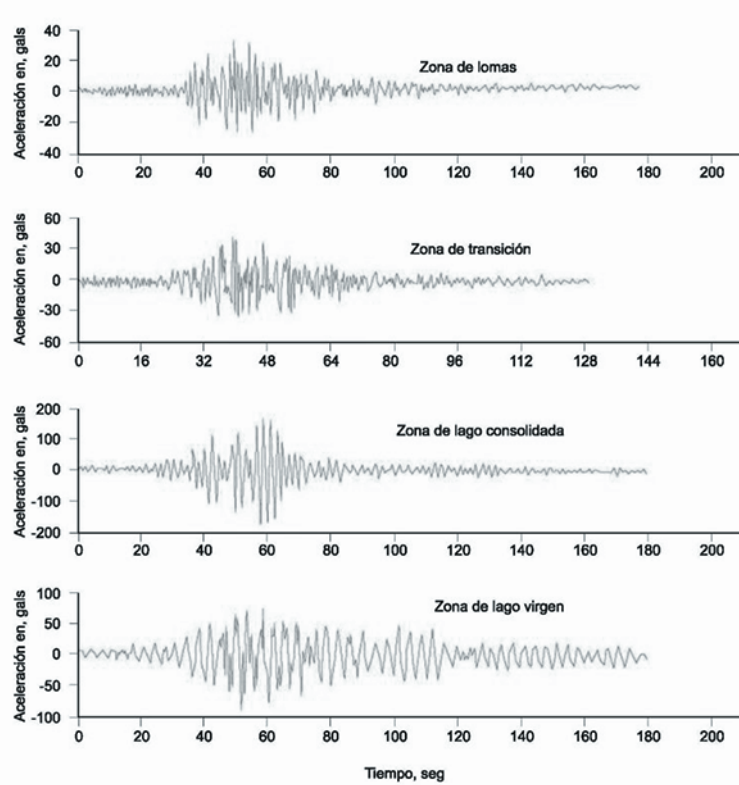 Aceleración en, gals
40
20
0
-20
-40
Zona de lomas
0 20 40 60 80 100 120 140 160 180 200
Aceleración en, gals
60
30
0
-30
-60
Zona de transición
0 16 32 48 64 80 96 112 128 144 160
Aceleración en, gals
200
100
0
-100
-200
Zona de lago consolidada
0 20 40 60 80 100 120 140 160 180 200
Aceleración en, gals
100
50
0
-50
-100
Zona de lago virgen
0 20 40 60 80 100 120 140 160 180 200
Tiempo, seg